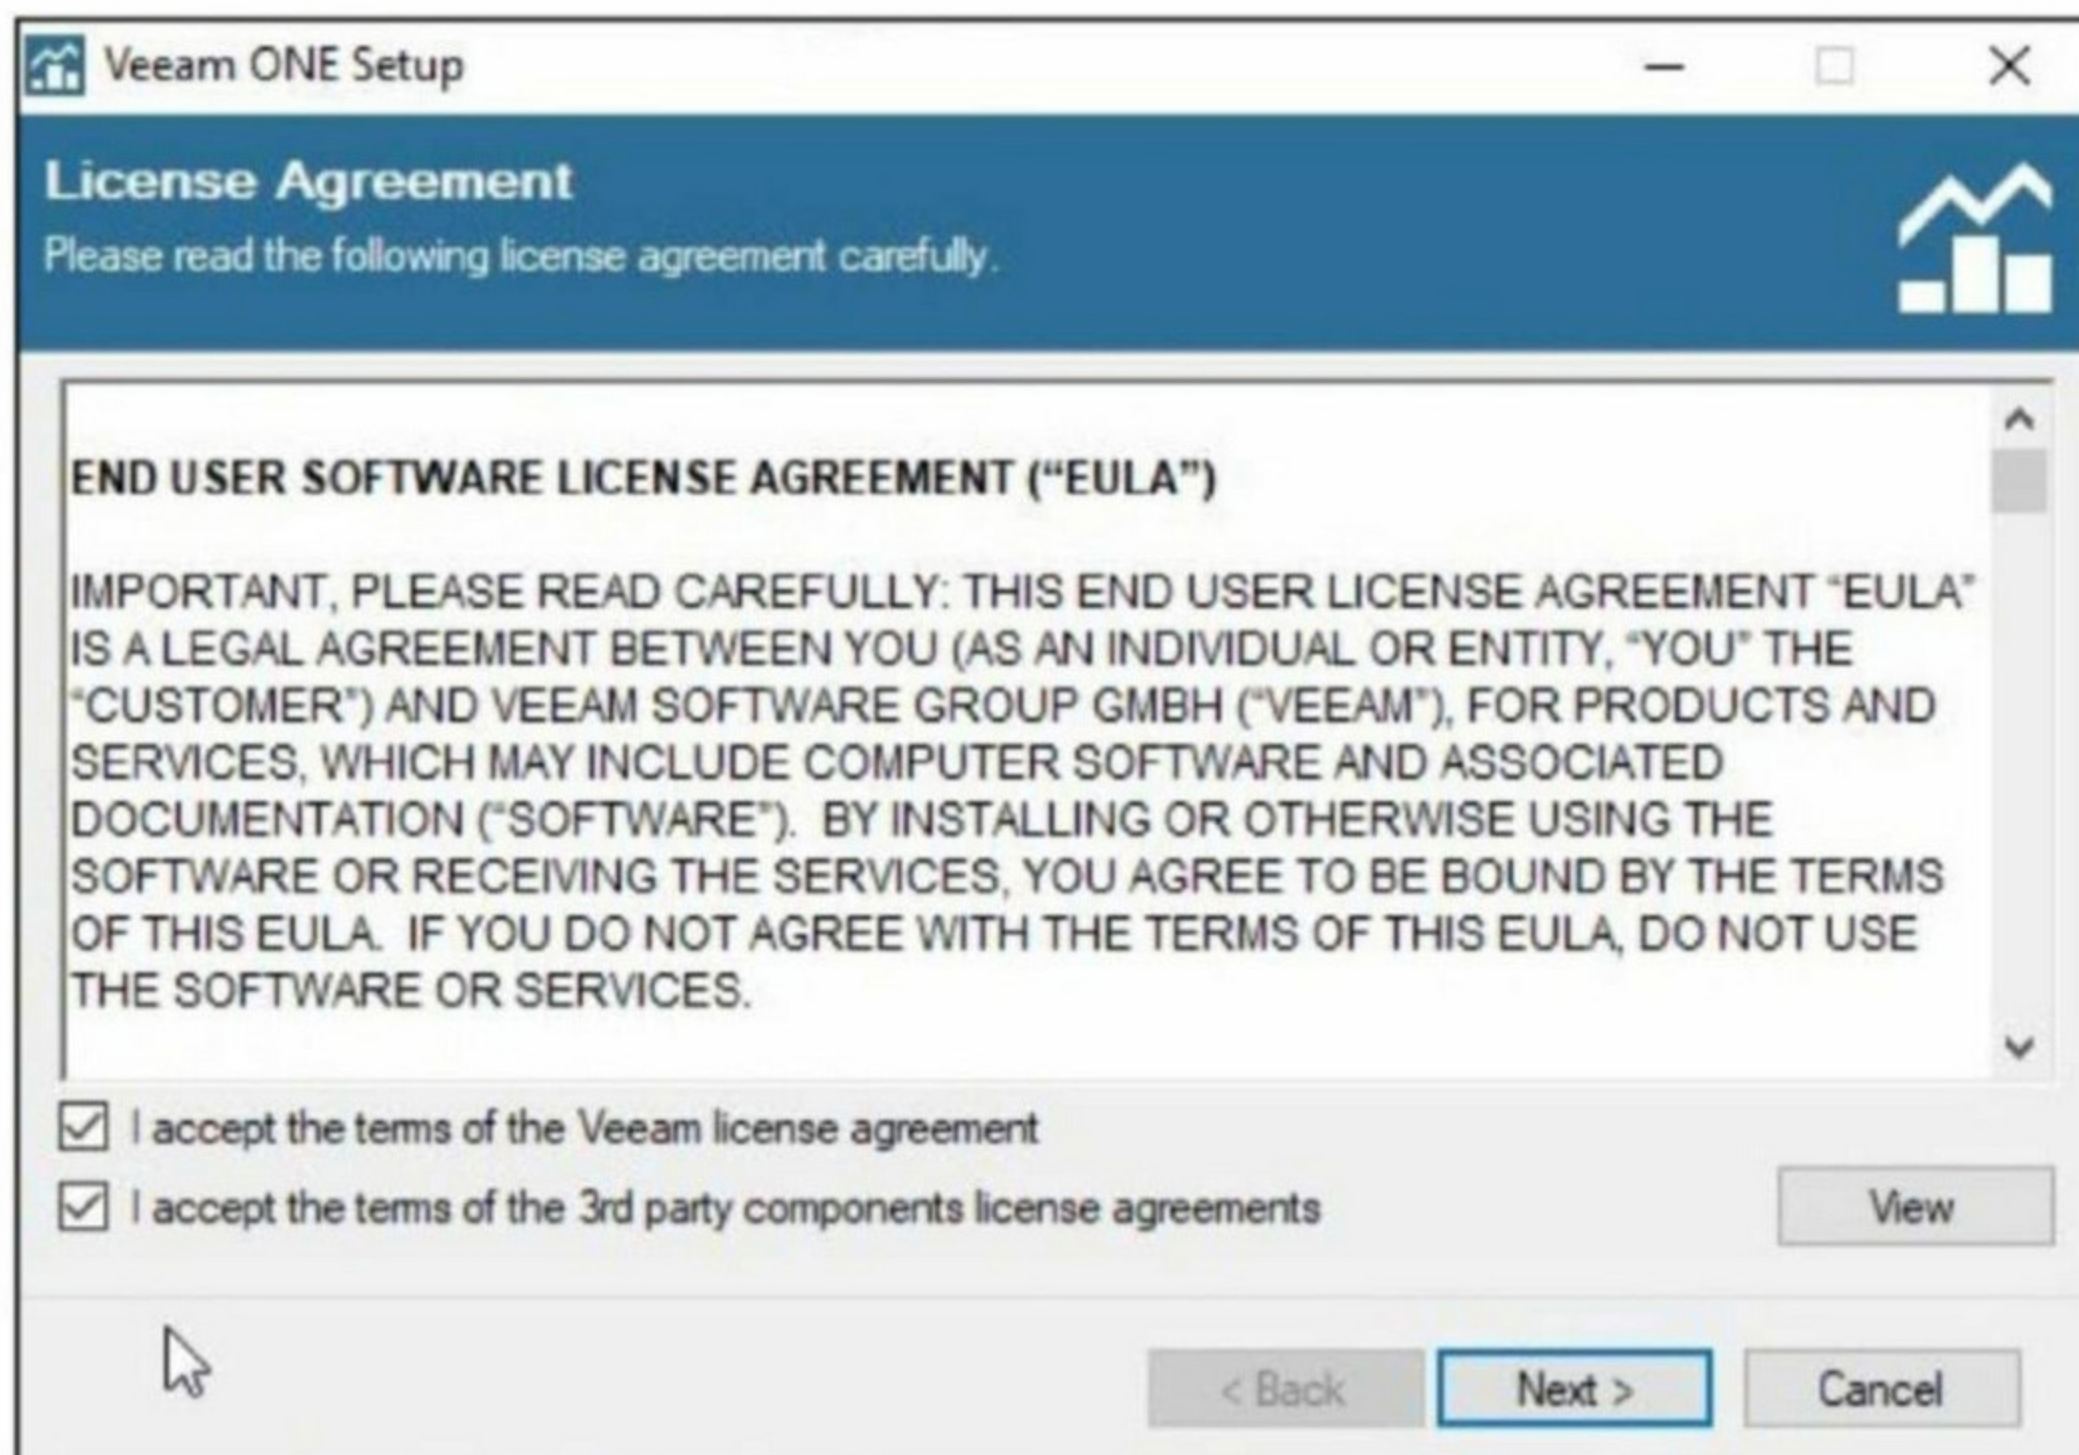 Veeam ONE Setup
License Agreement
Please read the following license agreement carefully.
END USER SOFTWARE LICENSE AGREEMENT (“EULA”)
IMPORTANT, PLEASE READ CAREFULLY: THIS END USER LICENSE AGREEMENT “EULA”
IS A LEGAL AGREEMENT BETWEEN YOU (AS AN INDIVIDUAL OR ENTITY, “YOU” THE
“CUSTOMER”) AND VEEAM SOFTWARE GROUP GMBH (“VEEAM”), FOR PRODUCTS AND
SERVICES, WHICH MAY INCLUDE COMPUTER SOFTWARE AND ASSOCIATED
DOCUMENTATION (“SOFTWARE”).  BY INSTALLING OR OTHERWISE USING THE
SOFTWARE OR RECEIVING THE SERVICES, YOU AGREE TO BE BOUND BY THE TERMS
OF THIS EULA.  IF YOU DO NOT AGREE WITH THE TERMS OF THIS EULA, DO NOT USE
THE SOFTWARE OR SERVICES.
I accept the terms of the Veeam license agreement
I accept the terms of the 3rd party components license agreements
View
< Back
Next >
Cancel